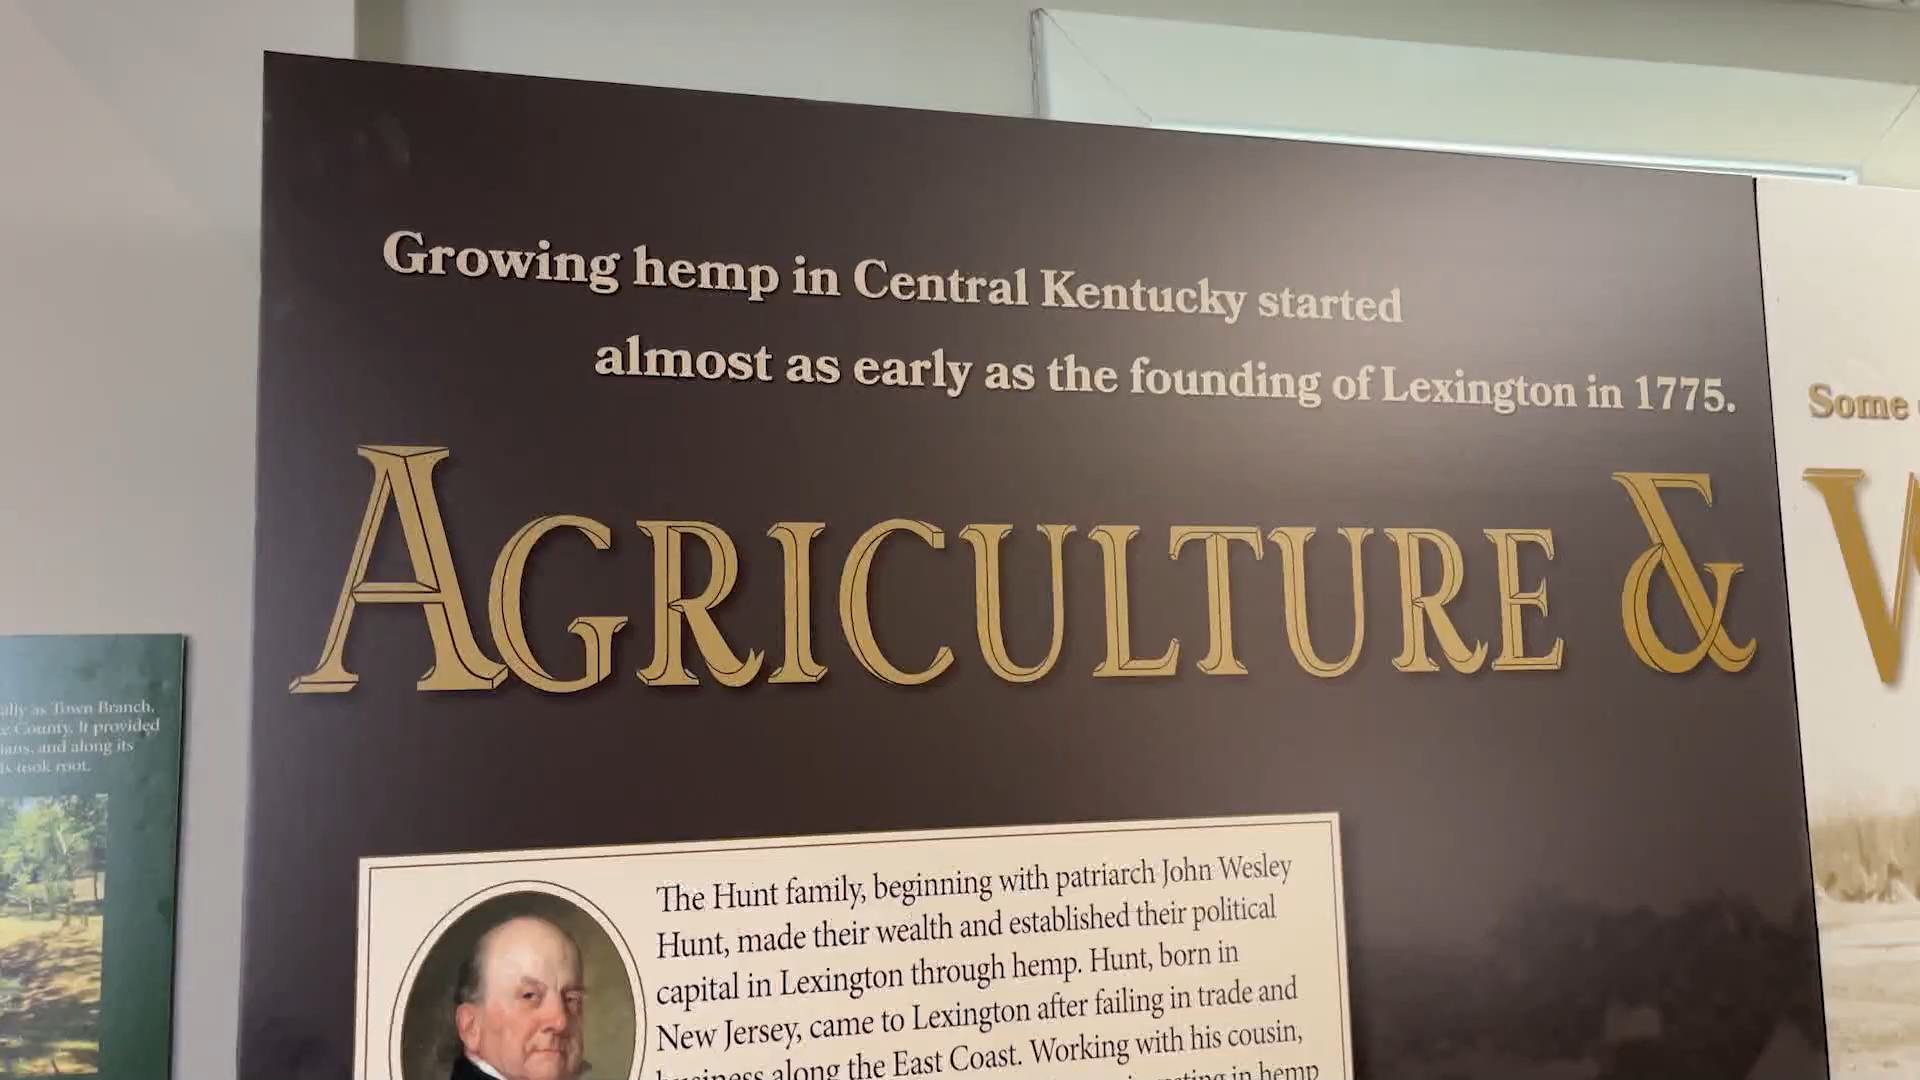 Growing hemp in Central Kentucky started
almost as early as the founding of Lexington in 1775.
AGRICULTURE &
Some
W
as Town Branch,
County. It provided
and along its
took root.
The Hunt family, beginning with patriarch John Wesley
Hunt, made their wealth and established their political
capital in Lexington through hemp. Hunt, born in
New Jersey, came to Lexington after failing in trade and
business along the East Coast. Working with his cousin,
in hemp